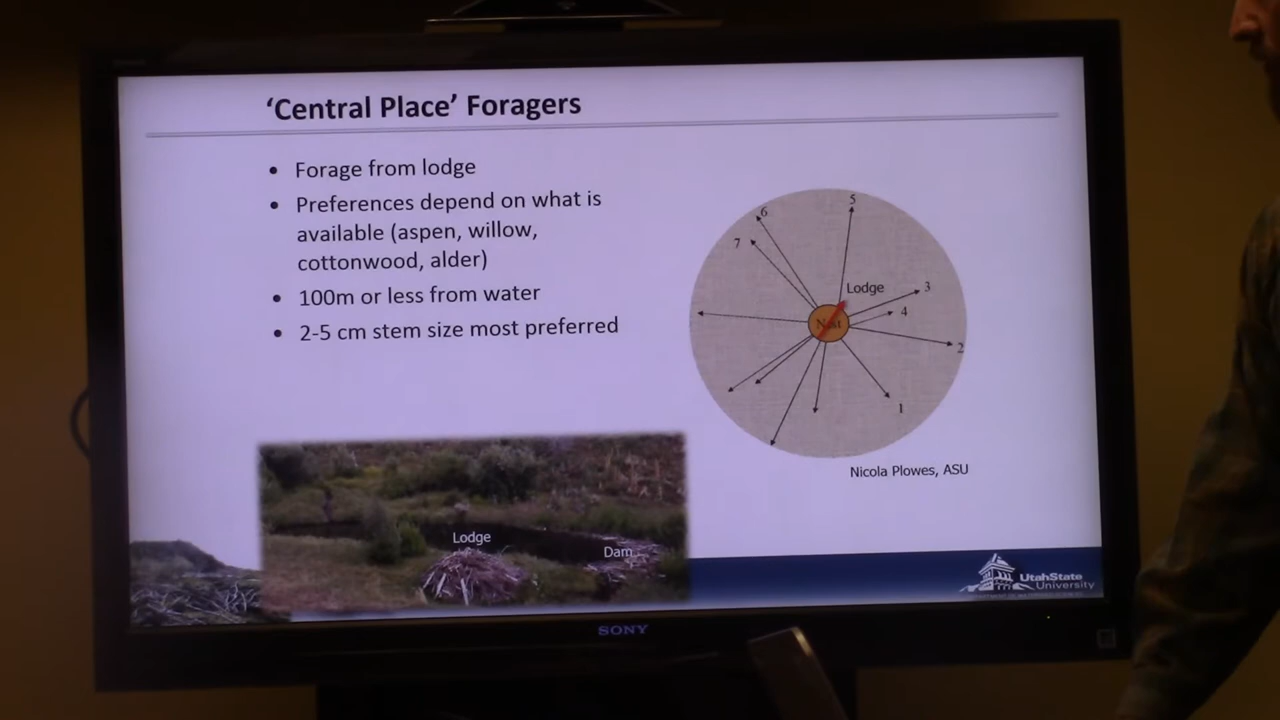 ‘Central Place’ Foragers
• Forage from lodge
• Preferences depend on what is
available (aspen, willow,
cottonwood, alder)
• 100m or less from water
• 2-5 cm stem size most preferred
6
5
7
Lodge
3
4
2
1
Nicola Plowes, ASU
Lodge
Dam
UtahState
University
SONY